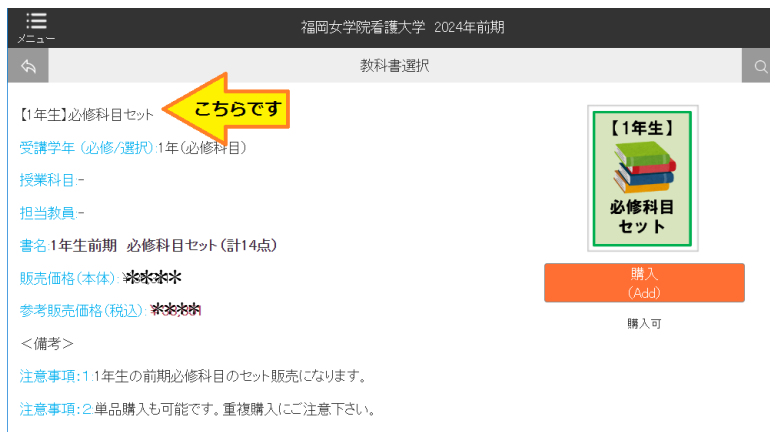 メニュー
福岡女学院看護大学 2024年前期
教科書選択
【1年生】必修科目セット
こちらです
受講学年 (必修/選択):1年(必修科目)
授業科目:-
担当教員:-
書名:1年生前期 必修科目セット(計14点)
販売価格(本体):
参考販売価格(税込):
<備考>
注意事項:1:1年生の前期必修科目のセット販売になります。
注意事項:2:単品購入も可能です。重複購入にご注意下さい。
【1年生】
必修科目
セット
購入
(Add)
購入可